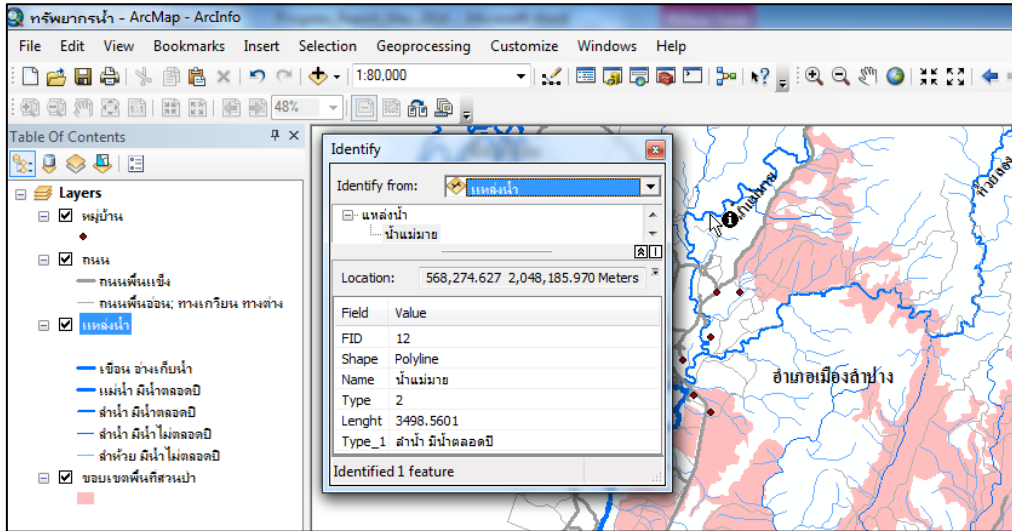 ทรัพยากรน้ำ - ArcMap - ArcInfo
File Edit View Bookmarks Insert Selection Geoprocessing Customize Windows Help
1:80,000
48%
Table Of Contents
Layers
หมู่บ้าน
ถนน
ถนนพื้นแข็ง
ถนนพื้นอ่อน; ทางเกวียน ทางต่าง
แหล่งน้ำ
เขื่อน อ่างเก็บน้ำ
แม่น้ำ มีน้ำตลอดปี
ลำน้ำ มีน้ำตลอดปี
ลำน้ำ มีน้ำไม่ตลอดปี
ลำห้วย มีน้ำไม่ตลอดปี
ขอบเขตพื้นที่สวนป่า
Identify
Identify from: แหล่งน้ำ
แหล่งน้ำ
น้ำแม่มาย
Location: 568,274.627 2,048,185.970 Meters
Field Value
FID 12
Shape Polyline
Name น้ำแม่มาย
Type 2
Lenght 3498.5601
Type_1 ลำน้ำ มีน้ำตลอดปี
Identified 1 feature
อำเภอเมืองลำปาง